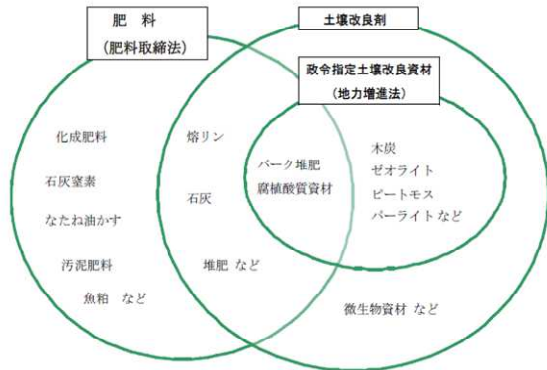 肥　料
（肥料取締法）
土壌改良剤
政令指定土壌改良資材
（地力増進法）
化成肥料
石灰窒素
なたね油かす
汚泥肥料
魚粕　など
熔リン
石灰
堆肥 など
バーク堆肥
腐植酸質資材
木炭
ゼオライト
ピートモス
パーライト など
微生物資材 など